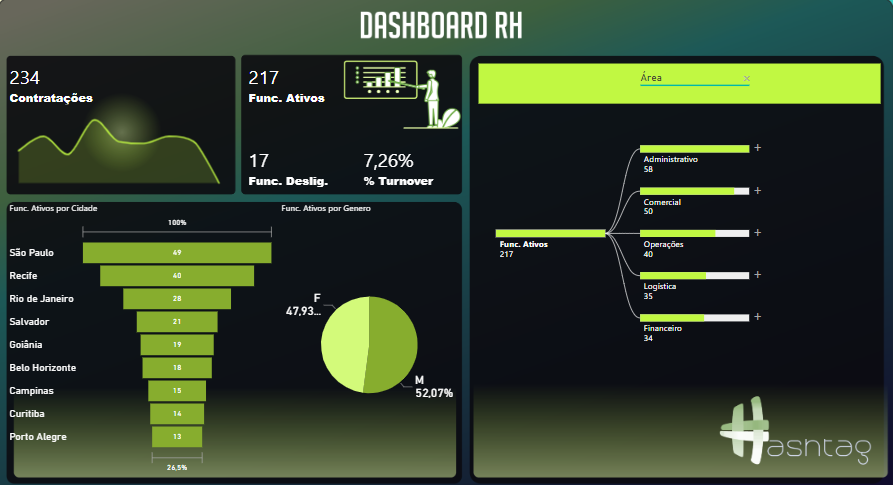 DASHBOARD RH
234
Contratações
217
Func. Ativos
17
Func. Deslig.
7,26%
% Turnover
Área
Func. Ativos
217
Administrativo
58
Comercial
50
Operações
40
Logística
35
Financeiro
34
Func. Ativos por Cidade
100%
São Paulo 49
Recife 40
Rio de Janeiro 28
Salvador 21
Goiânia 19
Belo Horizonte 18
Campinas 15
Curitiba 14
Porto Alegre 13
26,5%
Func. Ativos por Genero
F
47,93...
M
52,07%
Hashtag